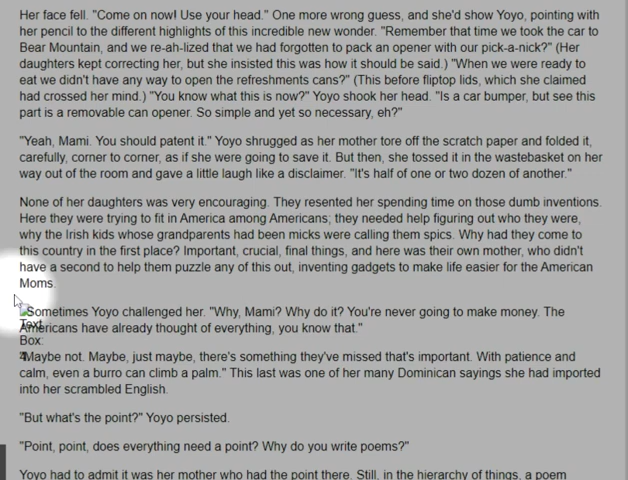 Her face fell. "Come on now! Use your head." One more wrong guess, and she'd show Yoyo, pointing with
her pencil to the different highlights of this incredible new wonder. "Remember that time we took the car to
Bear Mountain, and we re-ah-lized that we had forgotten to pack an opener with our pick-a-nick?" (Her
daughters kept correcting her, but she insisted this was how it should be said.) "When we were ready to
eat we didn't have any way to open the refreshments cans?" (This before fliptop lids, which she claimed
had crossed her mind.) "You know what this is now?" Yoyo shook her head. "Is a car bumper, but see this
part is a removable can opener. So simple and yet so necessary, eh?"
"Yeah, Mami. You should patent it." Yoyo shrugged as her mother tore off the scratch paper and folded it,
carefully, corner to corner, as if she were going to save it. But then, she tossed it in the wastebasket on her
way out of the room and gave a little laugh like a disclaimer. "It's half of one or two dozen of another."
None of her daughters was very encouraging. They resented her spending time on those dumb inventions.
Here they were trying to fit in America among Americans; they needed help figuring out who they were,
why the Irish kids whose grandparents had been micks were calling them spics. Why had they come to
this country in the first place? Important, crucial, final things, and here was their own mother, who didn't
have a second to help them puzzle any of this out, inventing gadgets to make life easier for the American
Moms.
Sometimes Yoyo challenged her. "Why, Mami? Why do it? You're never going to make money. The
Text
Americans have already thought of everything, you know that."
Box:
4
"Maybe not. Maybe, just maybe, there's something they've missed that's important. With patience and
calm, even a burro can climb a palm." This last was one of her many Dominican sayings she had imported
into her scrambled English.
"But what's the point?" Yoyo persisted.
"Point, point, does everything need a point? Why do you write poems?"
Yoyo had to admit it was her mother who had the point there. Still, in the hierarchy of things, a poem